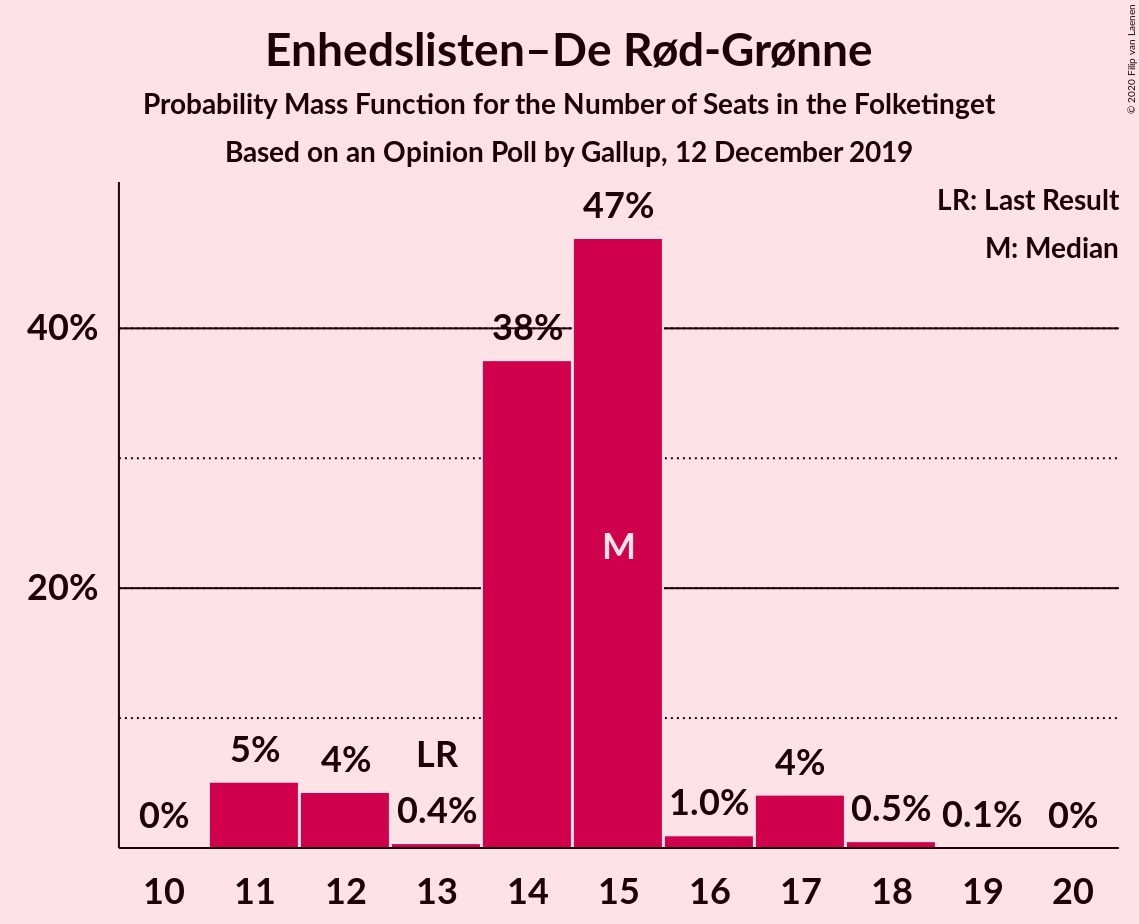 Enhedslisten–De Rød-Grønne
Probability Mass Function for the Number of Seats in the Folketinget
Based on an Opinion Poll by Gallup, 12 December 2019
© 2020 Filip van Laenen
LR: Last Result
M: Median
47%
40%
38%
M
20%
5%
4%
LR
0.4%
0%
1.0%
4%
0.5%
0.1%
0%
10 11 12 13 14 15 16 17 18 19 20